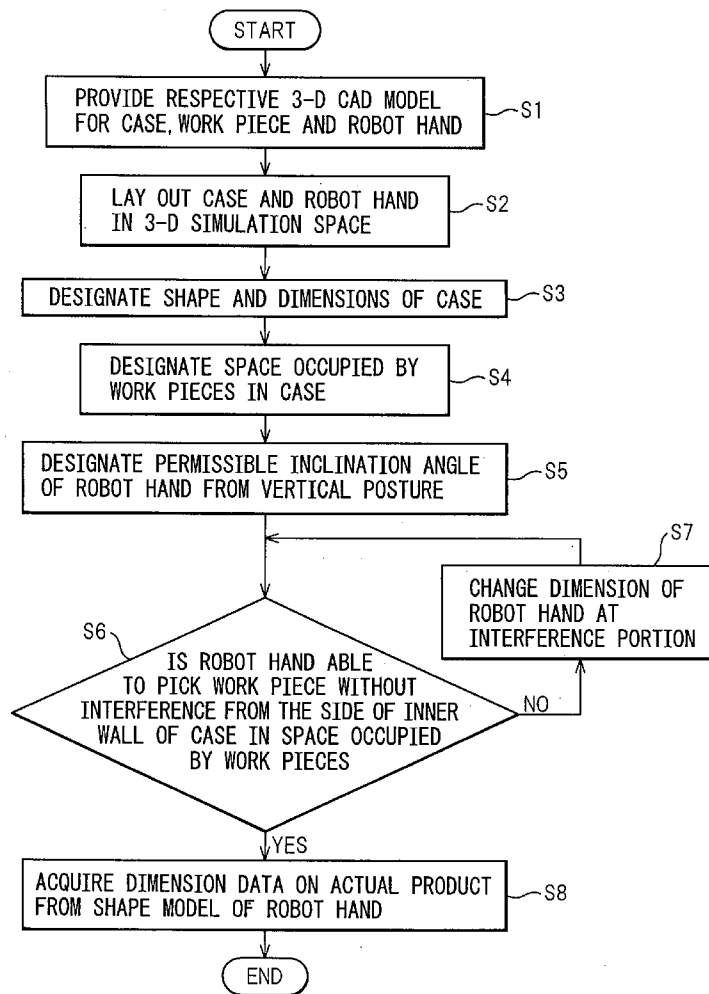 START
PROVIDE RESPECTIVE 3-D CAD MODEL
FOR CASE, WORK PIECE AND ROBOT HAND
S1
LAY OUT CASE AND ROBOT HAND
IN 3-D SIMULATION SPACE
S2
DESIGNATE SHAPE AND DIMENSIONS OF CASE
S3
DESIGNATE SPACE OCCUPIED BY
WORK PIECES IN CASE
S4
DESIGNATE PERMISSIBLE INCLINATION ANGLE
OF ROBOT HAND FROM VERTICAL POSTURE
S5
S7
CHANGE DIMENSION OF
ROBOT HAND AT
INTERFERENCE PORTION
S6
IS ROBOT HAND ABLE
TO PICK WORK PIECE WITHOUT
INTERFERENCE FROM THE SIDE OF INNER
WALL OF CASE IN SPACE OCCUPIED
BY WORK PIECES
NO
YES
ACQUIRE DIMENSION DATA ON ACTUAL PRODUCT
FROM SHAPE MODEL OF ROBOT HAND
S8
END